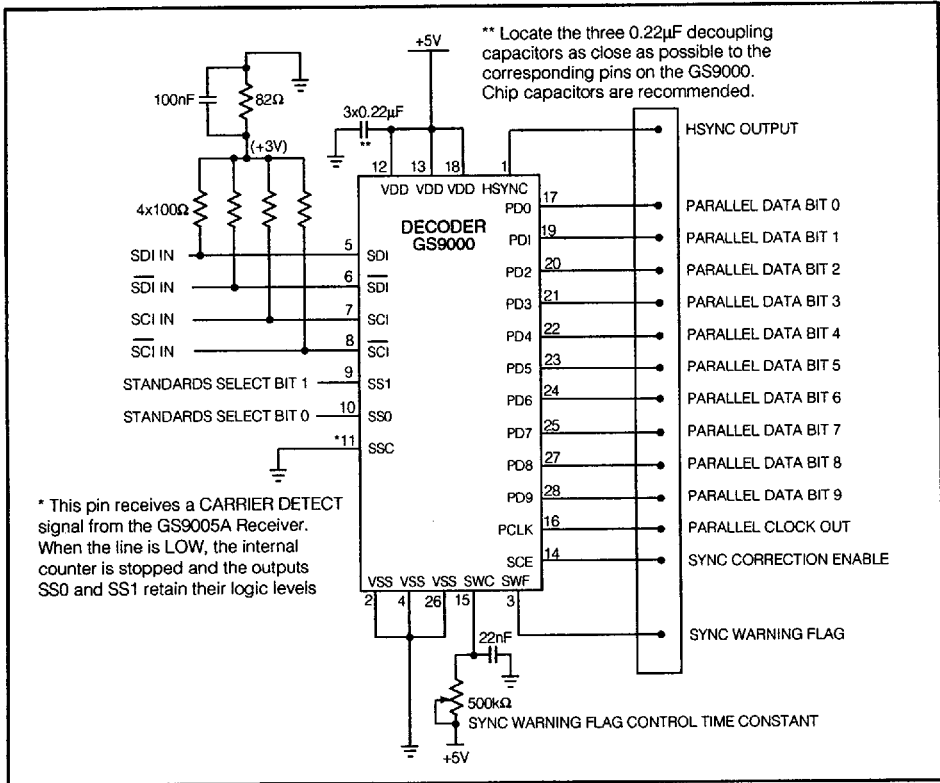 ** Locate the three 0.22µF decoupling
capacitors as close as possible to the
corresponding pins on the GS9000.
Chip capacitors are recommended.
+5V
100nF
82Ω
3x0.22µF
**
(+3V)
4x100Ω
12 13 18 1
VDD VDD VDD HSYNC
HSYNC OUTPUT
DECODER
GS9000
PD0 17 PARALLEL DATA BIT 0
PDI 19 PARALLEL DATA BIT 1
PD2 20 PARALLEL DATA BIT 2
PD3 21 PARALLEL DATA BIT 3
PD4 22 PARALLEL DATA BIT 4
PD5 23 PARALLEL DATA BIT 5
PD6 24 PARALLEL DATA BIT 6
PD7 25 PARALLEL DATA BIT 7
PD8 27 PARALLEL DATA BIT 8
PD9 28 PARALLEL DATA BIT 9
PCLK 16 PARALLEL CLOCK OUT
SCE 14 SYNC CORRECTION ENABLE
SDI IN 5 SDI
SDI IN 6 SDI
SCI IN 7 SCI
SCI IN 8 SCI
STANDARDS SELECT BIT 1 9 SS1
STANDARDS SELECT BIT 0 10 SS0
*11 SSC
* This pin receives a CARRIER DETECT
signal from the GS9005A Receiver.
When the line is LOW, the internal
counter is stopped and the outputs
SS0 and SS1 retain their logic levels
VSS VSS VSS SWC SWF
2 4 26 15 3
SYNC WARNING FLAG
22nF
500kΩ
SYNC WARNING FLAG CONTROL TIME CONSTANT
+5V